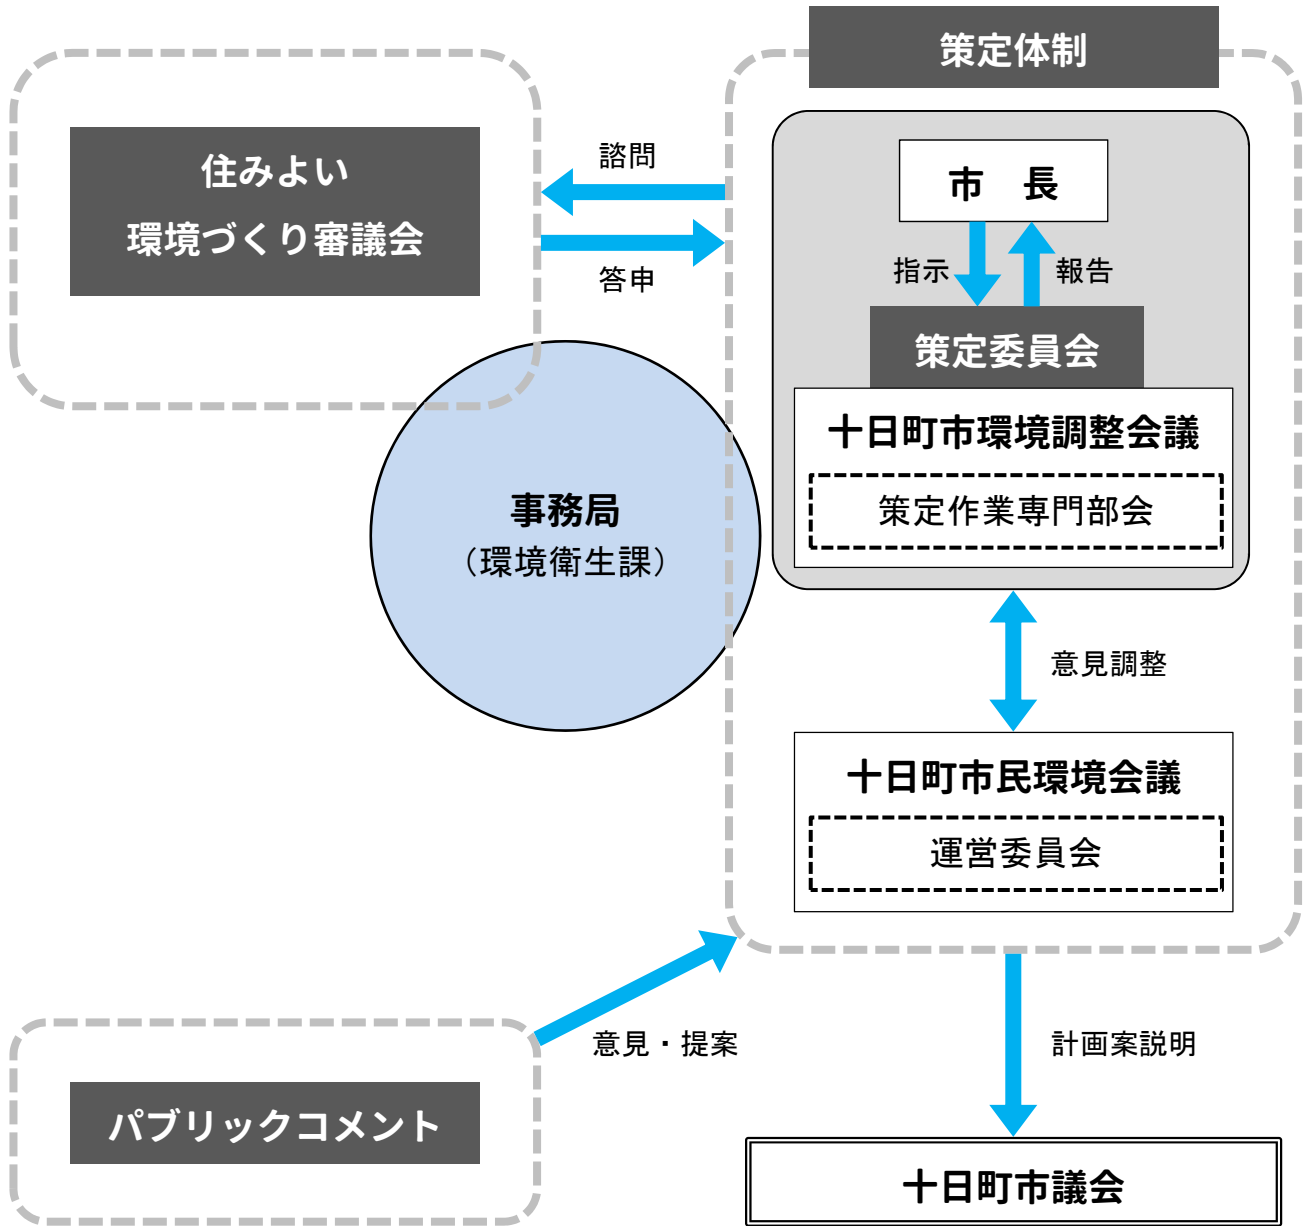 策定体制
住みよい
環境づくり審議会
諮問
答申
市　長
指示
報告
策定委員会
十日町市環境調整会議
策定作業専門部会
事務局
（環境衛生課）
意見調整
十日町市民環境会議
運営委員会
意見・提案
計画案説明
パブリックコメント
十日町市議会